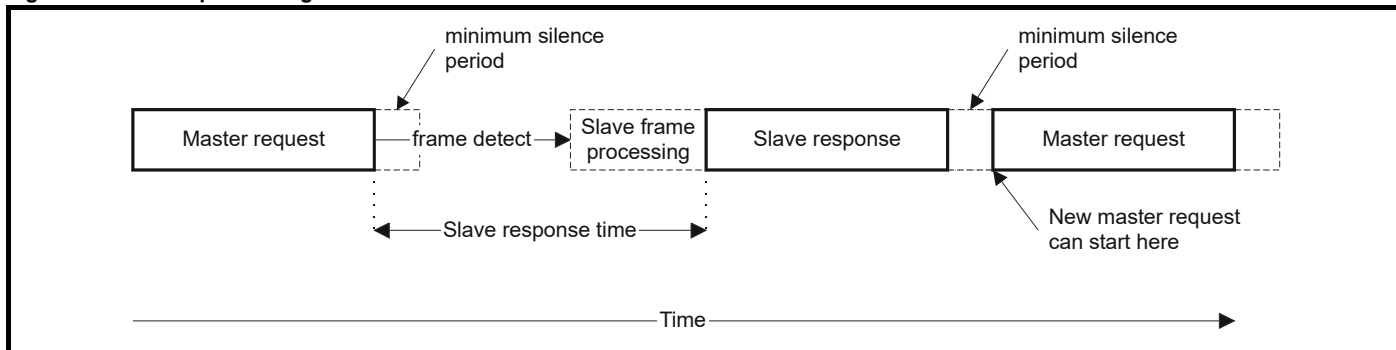 minimum silence
period
minimum silence
period
Master request
frame detect
Slave frame
processing
Slave response
Master request
Slave response time
New master request
can start here
Time